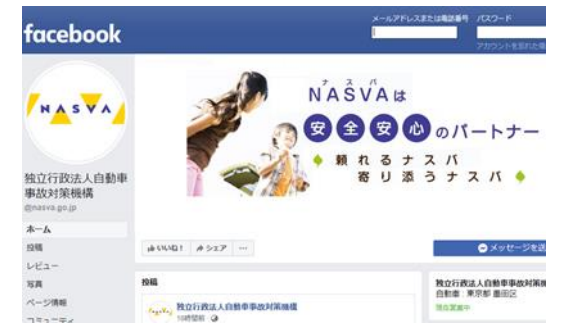 facebook
メールアドレスまたは電話番号 パスワード
アカウントを忘れた場
NASVA
ナスバ
NASVAは
安全安心のパートナー
頼れるナスバ
寄り添うナスバ
独立行政法人自動車
事故対策機構
@nasva.go.jp
ホーム
投稿
レビュー
写真
ページ情報
コミュニティ
いいね！ シェア ...
メッセージを送
投稿
NASVA
独立行政法人自動車事故対策機構
16時間前
独立行政法人自動車事故対策機
自動車・東京都 墨田区
現在営業中